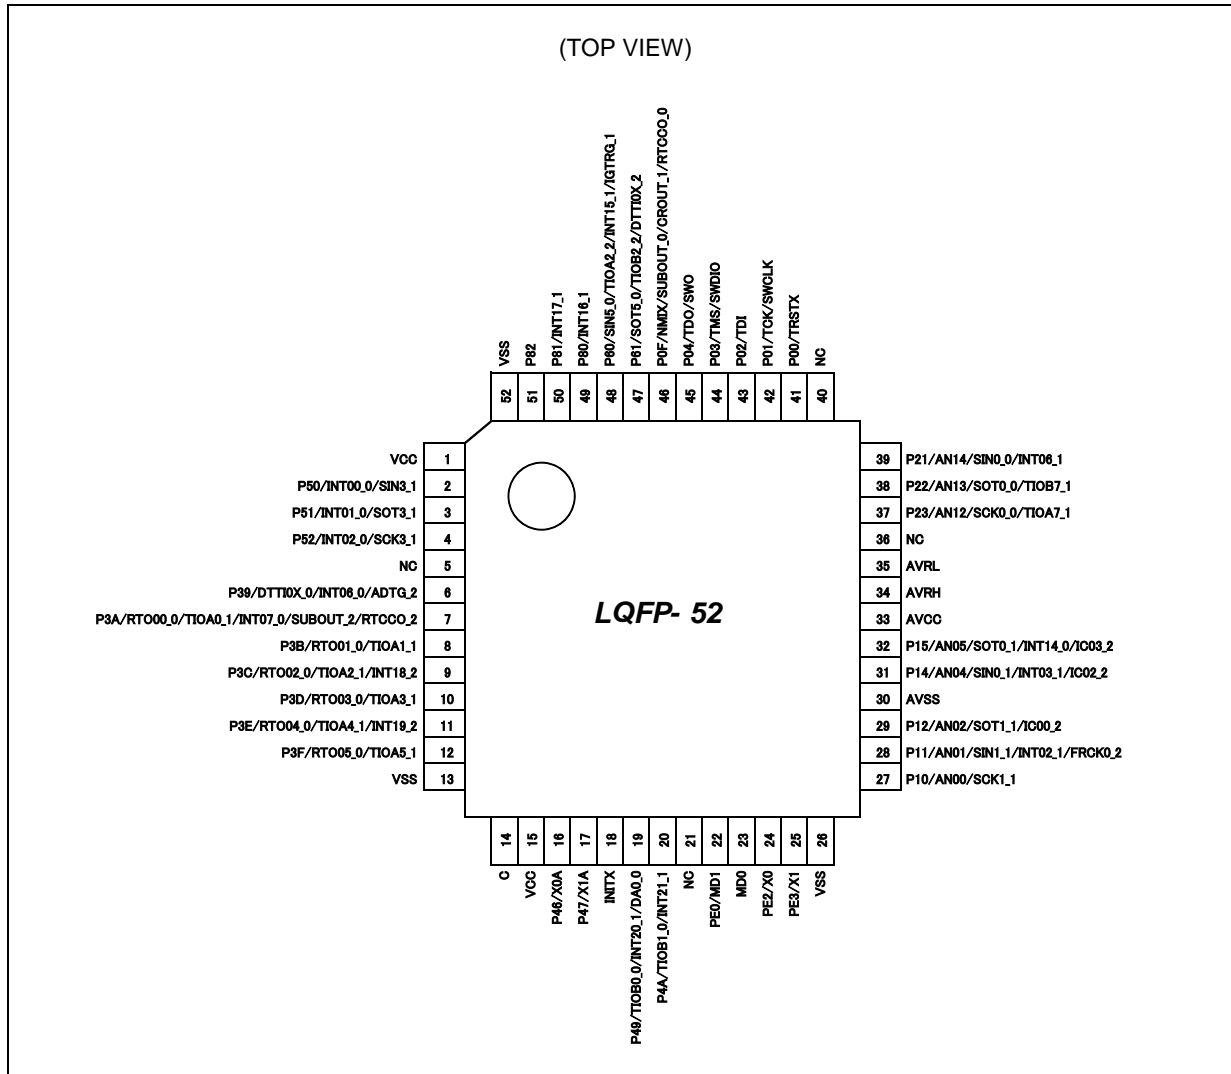 (TOP VIEW)
VSS
P82
P81/INT17_1
P80/INT16_1
P60/SIN5_0/TIOA2_2/INT15_1/IGTRG_1
P61/SOT5_0/TIOB2_2/DTTI0X_2
P0F/NMIX/SUBOUT_0/CROUT_1/RTCCO_0
P04/TDO/SWO
P03/TMS/SWDIO
P02/TDI
P01/TCK/SWCLK
P00/TRSTX
NC
52
51
50
49
48
47
46
45
44
43
42
41
40
VCC 1
P50/INT00_0/SIN3_1 2
P51/INT01_0/SOT3_1 3
P52/INT02_0/SCK3_1 4
NC 5
P39/DTTI0X_0/INT06_0/ADTG_2 6
P3A/RTO00_0/TIOA0_1/INT07_0/SUBOUT_2/RTCCO_2 7
P3B/RTO01_0/TIOA1_1 8
P3C/RTO02_0/TIOA2_1/INT18_2 9
P3D/RTO03_0/TIOA3_1 10
P3E/RTO04_0/TIOA4_1/INT19_2 11
P3F/RTO05_0/TIOA5_1 12
VSS 13
LQFP- 52
39 P21/AN14/SIN0_0/INT06_1
38 P22/AN13/SOT0_0/TIOB7_1
37 P23/AN12/SCK0_0/TIOA7_1
36 NC
35 AVRL
34 AVRH
33 AVCC
32 P15/AN05/SOT0_1/INT14_0/IC03_2
31 P14/AN04/SIN0_1/INT03_1/IC02_2
30 AVSS
29 P12/AN02/SOT1_1/IC00_2
28 P11/AN01/SIN1_1/INT02_1/FRCK0_2
27 P10/AN00/SCK1_1
14
15
16
17
18
19
20
21
22
23
24
25
26
C
VCC
P46/X0A
P47/X1A
INITX
P49/TIOB0_0/INT20_1/DA0_0
P4A/TIOB1_0/INT21_1
NC
PE0/MD1
MD0
PE2/X0
PE3/X1
VSS